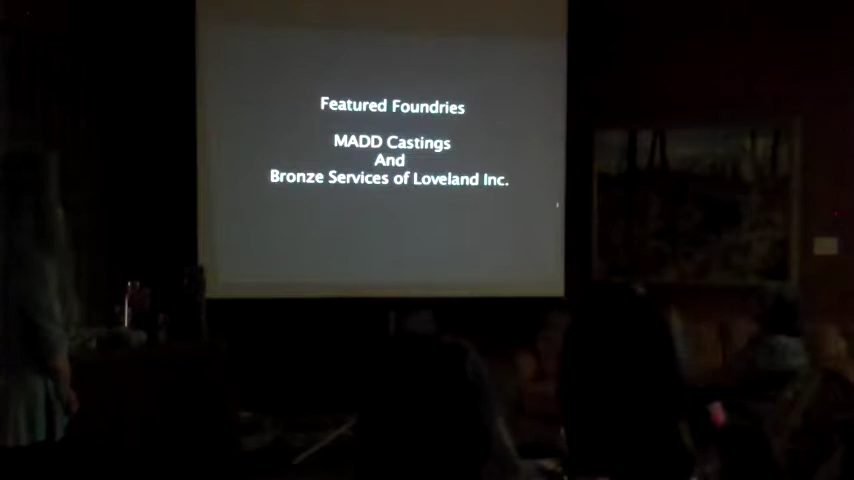 Featured Foundries
MADD Castings
And
Bronze Services of Loveland Inc.